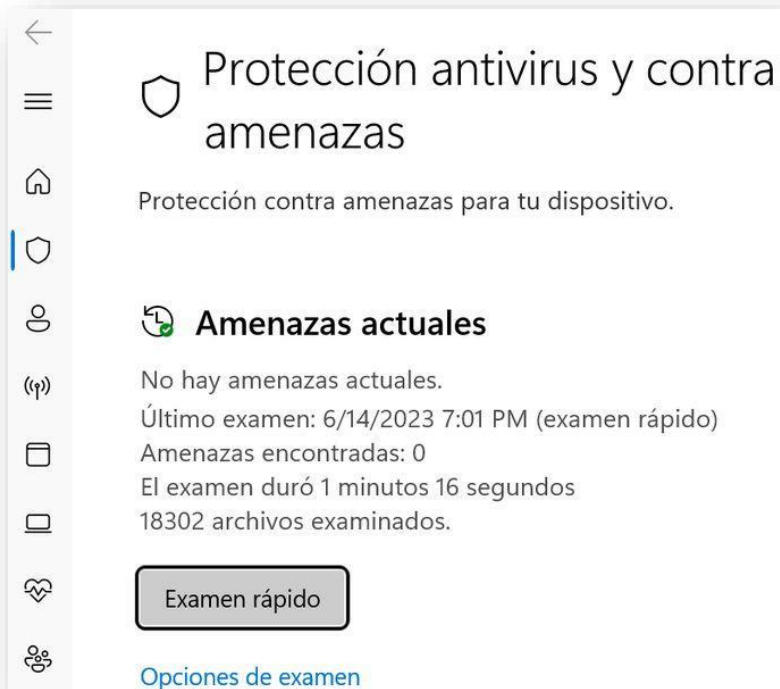 Protección antivirus y contra
amenazas
Protección contra amenazas para tu dispositivo.
Amenazas actuales
No hay amenazas actuales.
Último examen: 6/14/2023 7:01 PM (examen rápido)
Amenazas encontradas: 0
El examen duró 1 minutos 16 segundos
18302 archivos examinados.
Examen rápido
Opciones de examen